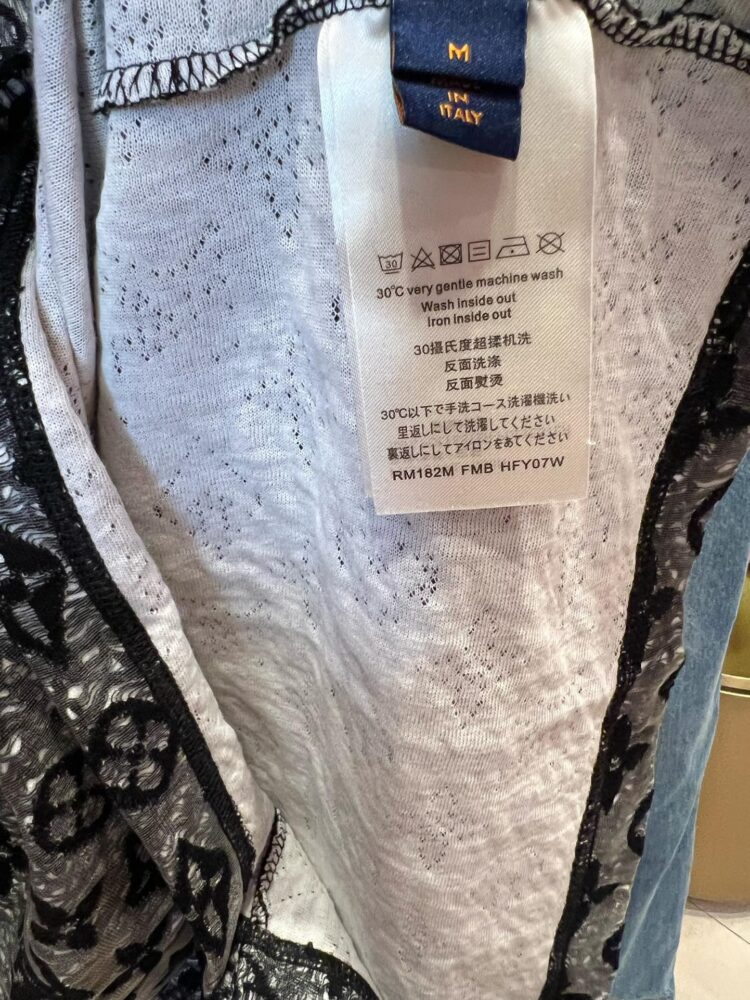 M
IN
ITALY
30
30℃ very gentle machine wash
Wash inside out
Iron inside out
30攝氏度超揉机洗
反面洗涤
反面熨烫
30℃以下で手洗コース洗濯機洗い
里返しにして洗濯してください
裏返しにしてアイロンをあてください
RM182M FMB HFY07W